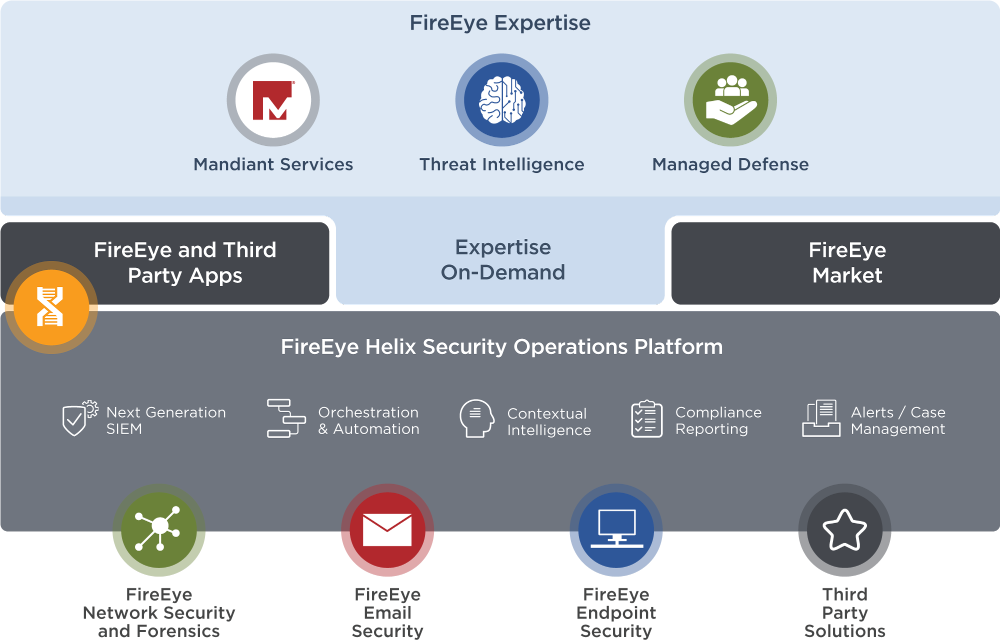 FireEye Expertise
M®
Mandiant Services
Threat Intelligence
Managed Defense
FireEye and Third
Party Apps
Expertise
On-Demand
FireEye
Market
FireEye Helix Security Operations Platform
Next Generation
SIEM
Orchestration
& Automation
Contextual
Intelligence
Compliance
Reporting
Alerts / Case
Management
FireEye
Network Security
and Forensics
FireEye
Email
Security
FireEye
Endpoint
Security
Third
Party
Solutions